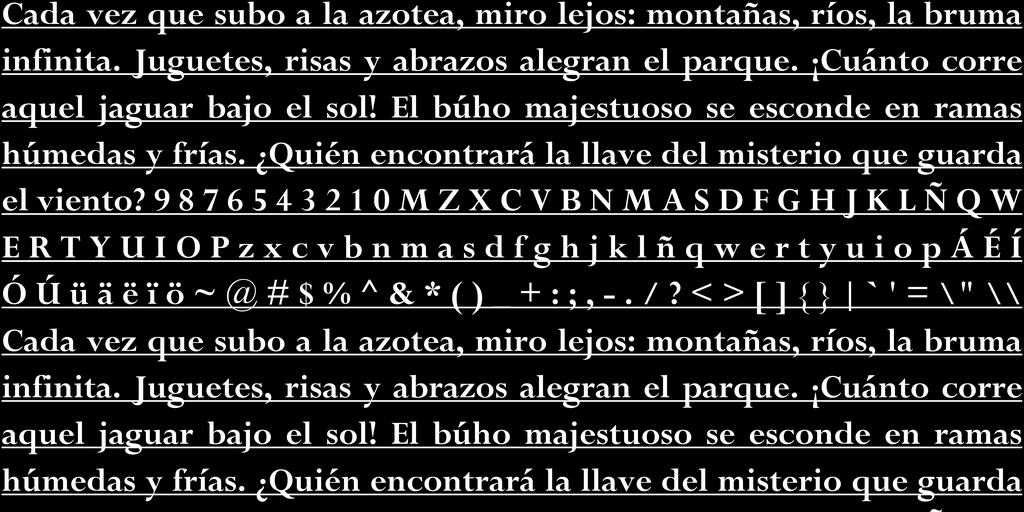 Cada vez que subo a la azotea, miro lejos: montañas, ríos, la bruma
infinita. Juguetes, risas y abrazos alegran el parque. ¡Cuánto corre
aquel jaguar bajo el sol! El búho majestuoso se esconde en ramas
húmedas y frías. ¿Quién encontrará la llave del misterio que guarda
el viento? 9 8 7 6 5 4 3 2 1 0 M Z X C V B N M A S D F G H J K L Ñ Q W
E R T Y U I O P z x c v b n m a s d f g h j k l ñ q w e r t y u i o p Á É Í
Ó Ú ü ä ë ï ö ~ @ # $ % ^ & * ( ) _ + : ; , - . / ? < > [ ] { } | ` ' = \ " \ \
Cada vez que subo a la azotea, miro lejos: montañas, ríos, la bruma
infinita. Juguetes, risas y abrazos alegran el parque. ¡Cuánto corre
aquel jaguar bajo el sol! El búho majestuoso se esconde en ramas
húmedas y frías. ¿Quién encontrará la llave del misterio que guarda